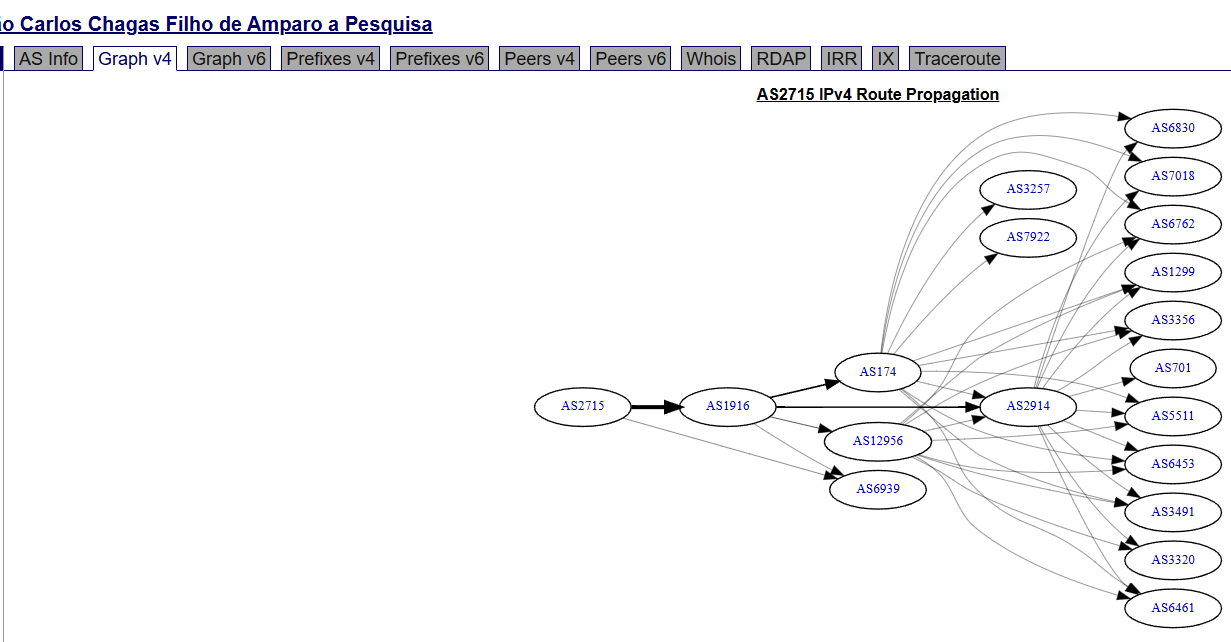 Carlos Chagas Filho de Amparo a Pesquisa
AS Info Graph v4 Graph v6 Prefixes v4 Prefixes v6 Peers v4 Peers v6 Whois RDAP IRR IX Traceroute
AS2715 IPv4 Route Propagation
AS6830
AS7018
AS3257
AS6762
AS7922
AS1299
AS3356
AS701
AS174
AS2715
AS1916
AS2914
AS5511
AS12956
AS6453
AS6939
AS3491
AS3320
AS6461